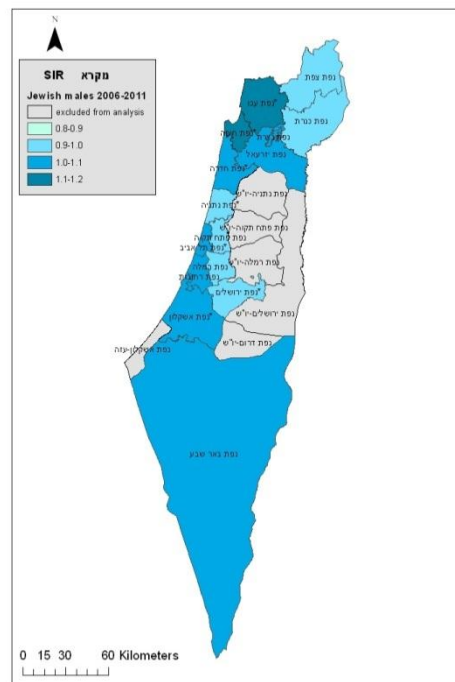 N
SIR מקרא
Jewish males 2006-2011
excluded from analysis
0.8-0.9
0.9-1.0
1.0-1.1
1.1-1.2
נפת צפת
נפת עכו*
נפת כנרת
נפת חיפה*
נפת נצרת
נפת יזרעאל
נפת חדרה
נפת נתניה-יו"ש
נפת נתניה*
נפת פתח תקוה-יו"ש
נפת פתח תקוה
נפת תל אביב*
נפת רמלה-יו"ש
נפת רמלה
נפת רחובות
נפת ירושלים*
נפת אשקלון*
נפת ירושלים-יו"ש
נפת דרום-יו"ש
נפת אשקלון-עזה
נפת באר שבע
0 15 30 60 Kilometers